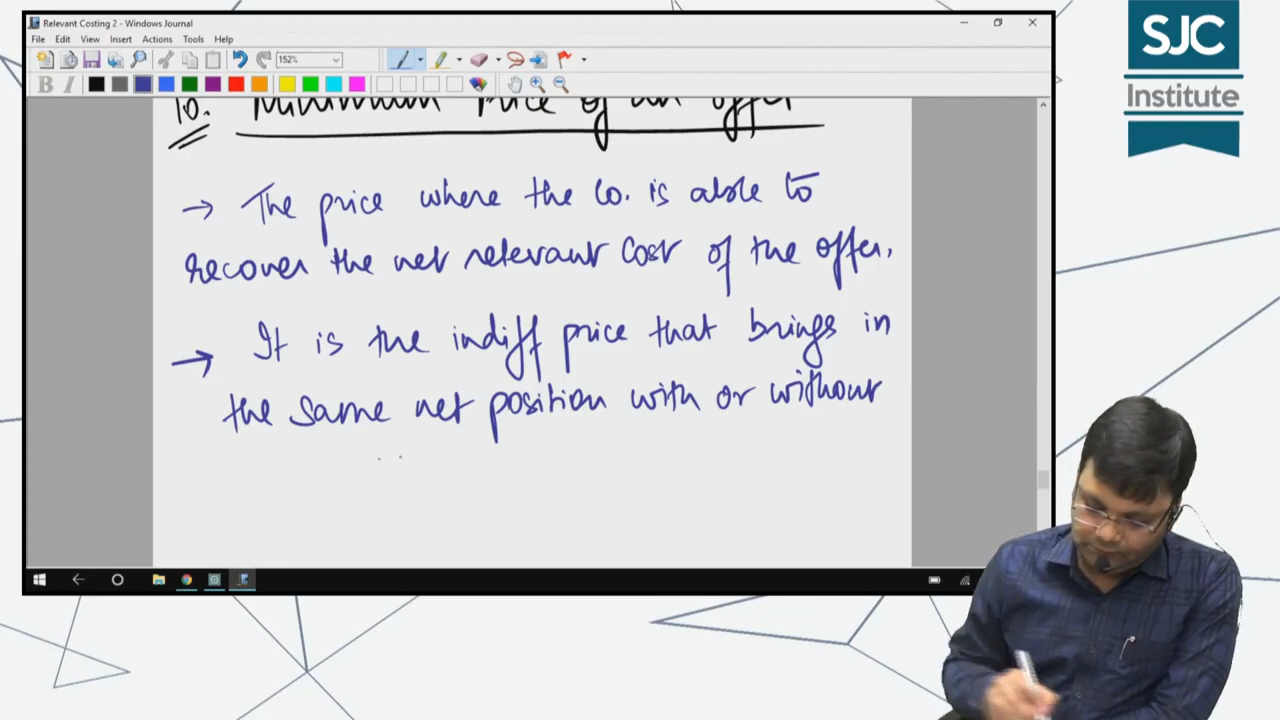 Relevant Costing 2 - Windows Journal
File Edit View Insert Actions Tools Help
152%
B I
10. Minimum Price of an offer
→ The price where the Co. is able to
recover the net relevant cost of the offer.
→ It is the indiff price that brings in
the same net position with or without
SJC
Institute